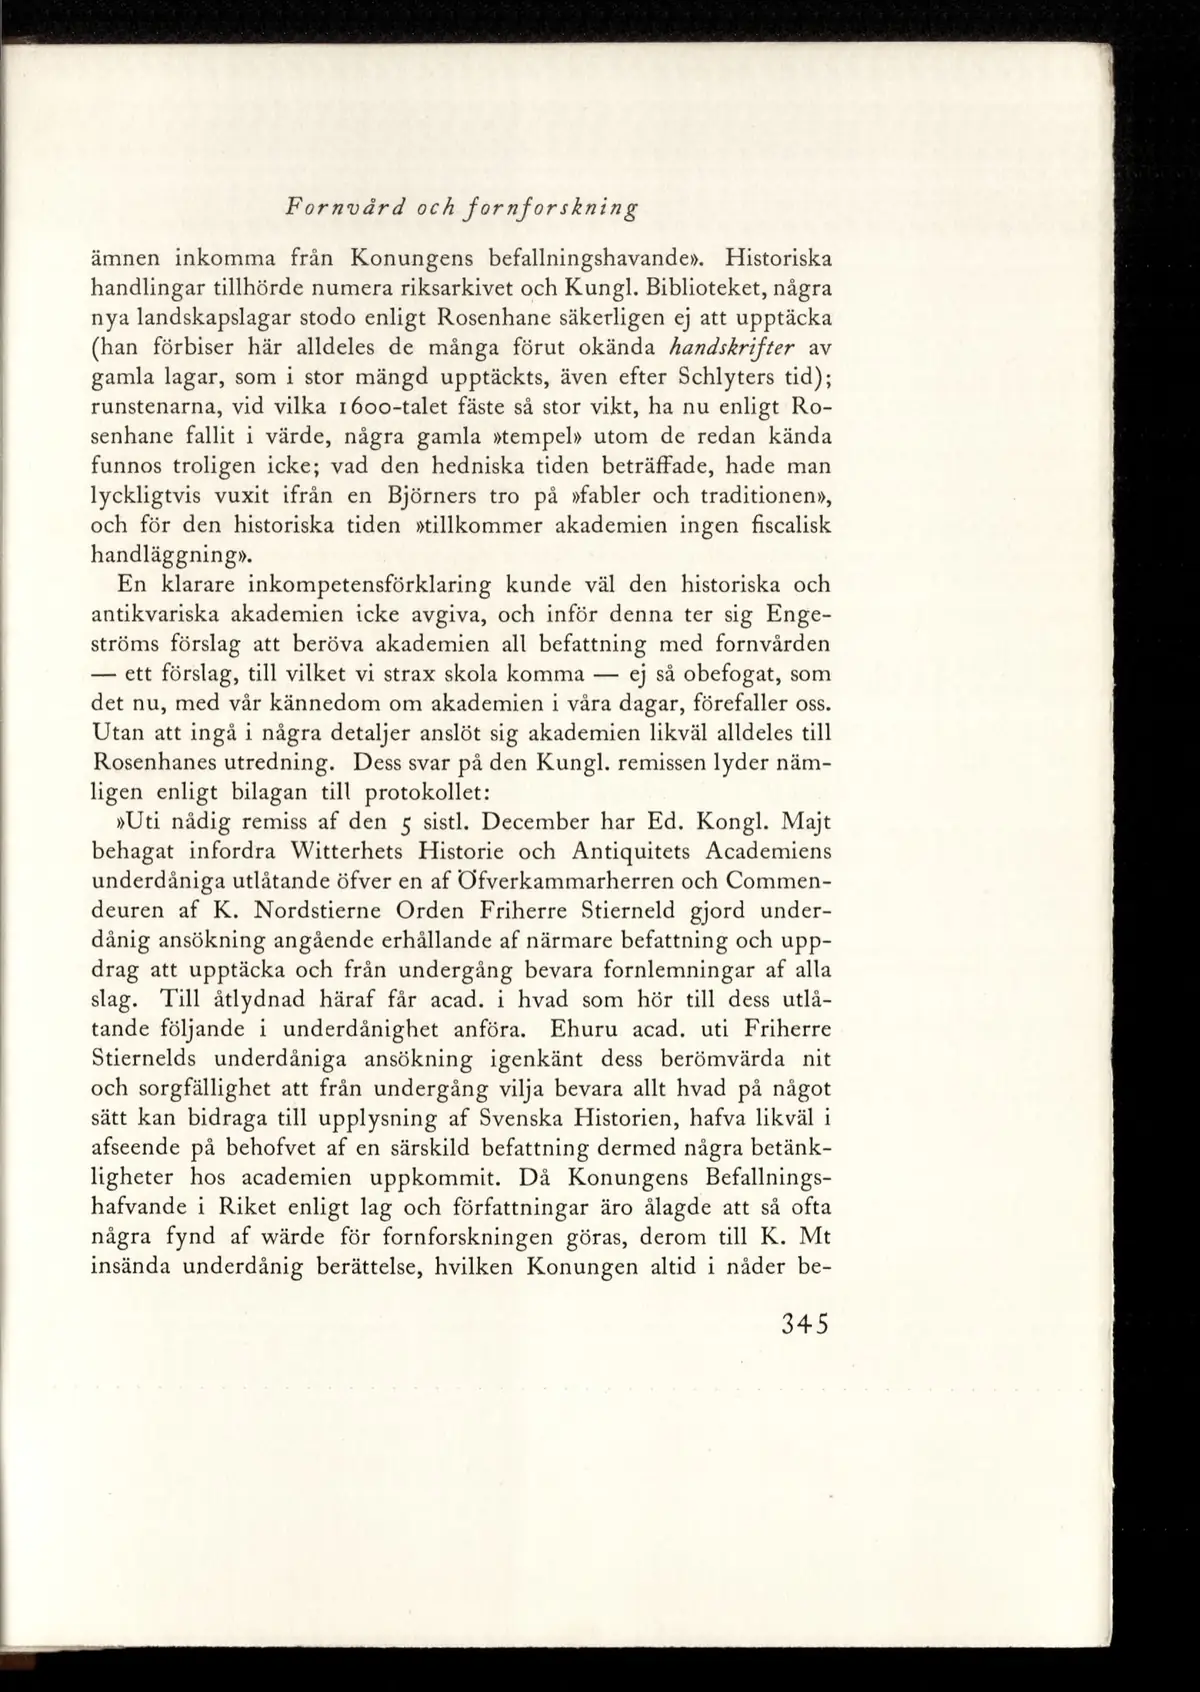 Fornvård och fornforskning
ämnen inkomma från Konungens befallningshavande». Historiska
handlingar tillhörde numera riksarkivet och Kungl. Biblioteket, några
nya landskapslagar stodo enligt Rosenhane säkerligen ej att upptäcka
(han förbiser här alldeles de många förut okända handskrifter av
gamla lagar, som i stor mängd upptäckts, även efter Schlyters tid);
runstenarna, vid vilka 1600-talet fäste så stor vikt, ha nu enligt Ro-
senhane fallit i värde, några gamla »tempel» utom de redan kända
funnos troligen icke; vad den hedniska tiden beträffade, hade man
lyckligtvis vuxit ifrån en Björners tro på »fabler och traditionen»,
och för den historiska tiden »tillkommer akademien ingen fiscalisk
handläggning».
En klarare inkompetensförklaring kunde väl den historiska och
antikvariska akademien icke avgiva, och inför denna ter sig Enge-
ströms förslag att beröva akademien all befattning med fornvården
— ett förslag, till vilket vi strax skola komma — ej så obefogat, som
det nu, med vår kännedom om akademien i våra dagar, förefaller oss.
Utan att ingå i några detaljer anslöt sig akademien likväl alldeles till
Rosenhanes utredning. Dess svar på den Kungl. remissen lyder näm-
ligen enligt bilagan till protokollet:
»Uti nådig remiss af den 5 sistl. December har Ed. Kongl. Majt
behagat infordra Witterhets Historie och Antiquitets Academiens
underdåniga utlåtande öfver en af Öfverkammarherren och Commen-
deuren af K. Nordstierne Orden Friherre Stierneld gjord under-
dånig ansökning angående erhållande af närmare befattning och upp-
drag att upptäcka och från undergång bevara fornlemningar af alla
slag. Till åtlydnad häraf får acad. i hvad som hör till dess utlå-
tande följande i underdånighet anföra. Ehuru acad. uti Friherre
Stiernelds underdåniga ansökning igenkänt dess berömvärda nit
och sorgfällighet att från undergång vilja bevara allt hvad på något
sätt kan bidraga till upplysning af Svenska Historien, hafva likväl i
afseende på behofvet af en särskild befattning dermed några betänk-
ligheter hos academien uppkommit. Då Konungens Befallnings-
hafvande i Riket enligt lag och författningar äro ålagde att så ofta
några fynd af wärde för fornforskningen göras, derom till K. Mt
insända underdånig berättelse, hvilken Konungen altid i nåder be-
345